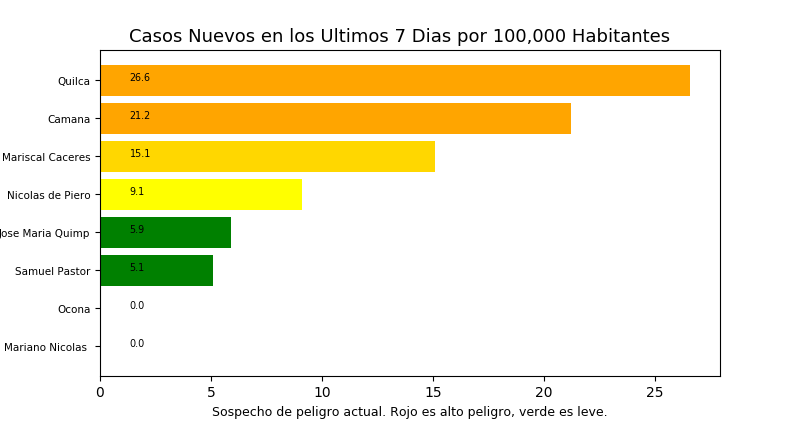 Casos Nuevos en los Ultimos 7 Dias por 100,000 Habitantes
Quilca 26.6
Camana 21.2
Mariscal Caceres 15.1
Nicolas de Piero 9.1
Jose Maria Quimp 5.9
Samuel Pastor 5.1
Ocona 0.0
Mariano Nicolas 0.0
0 5 10 15 20 25
Sospecho de peligro actual. Rojo es alto peligro, verde es leve.